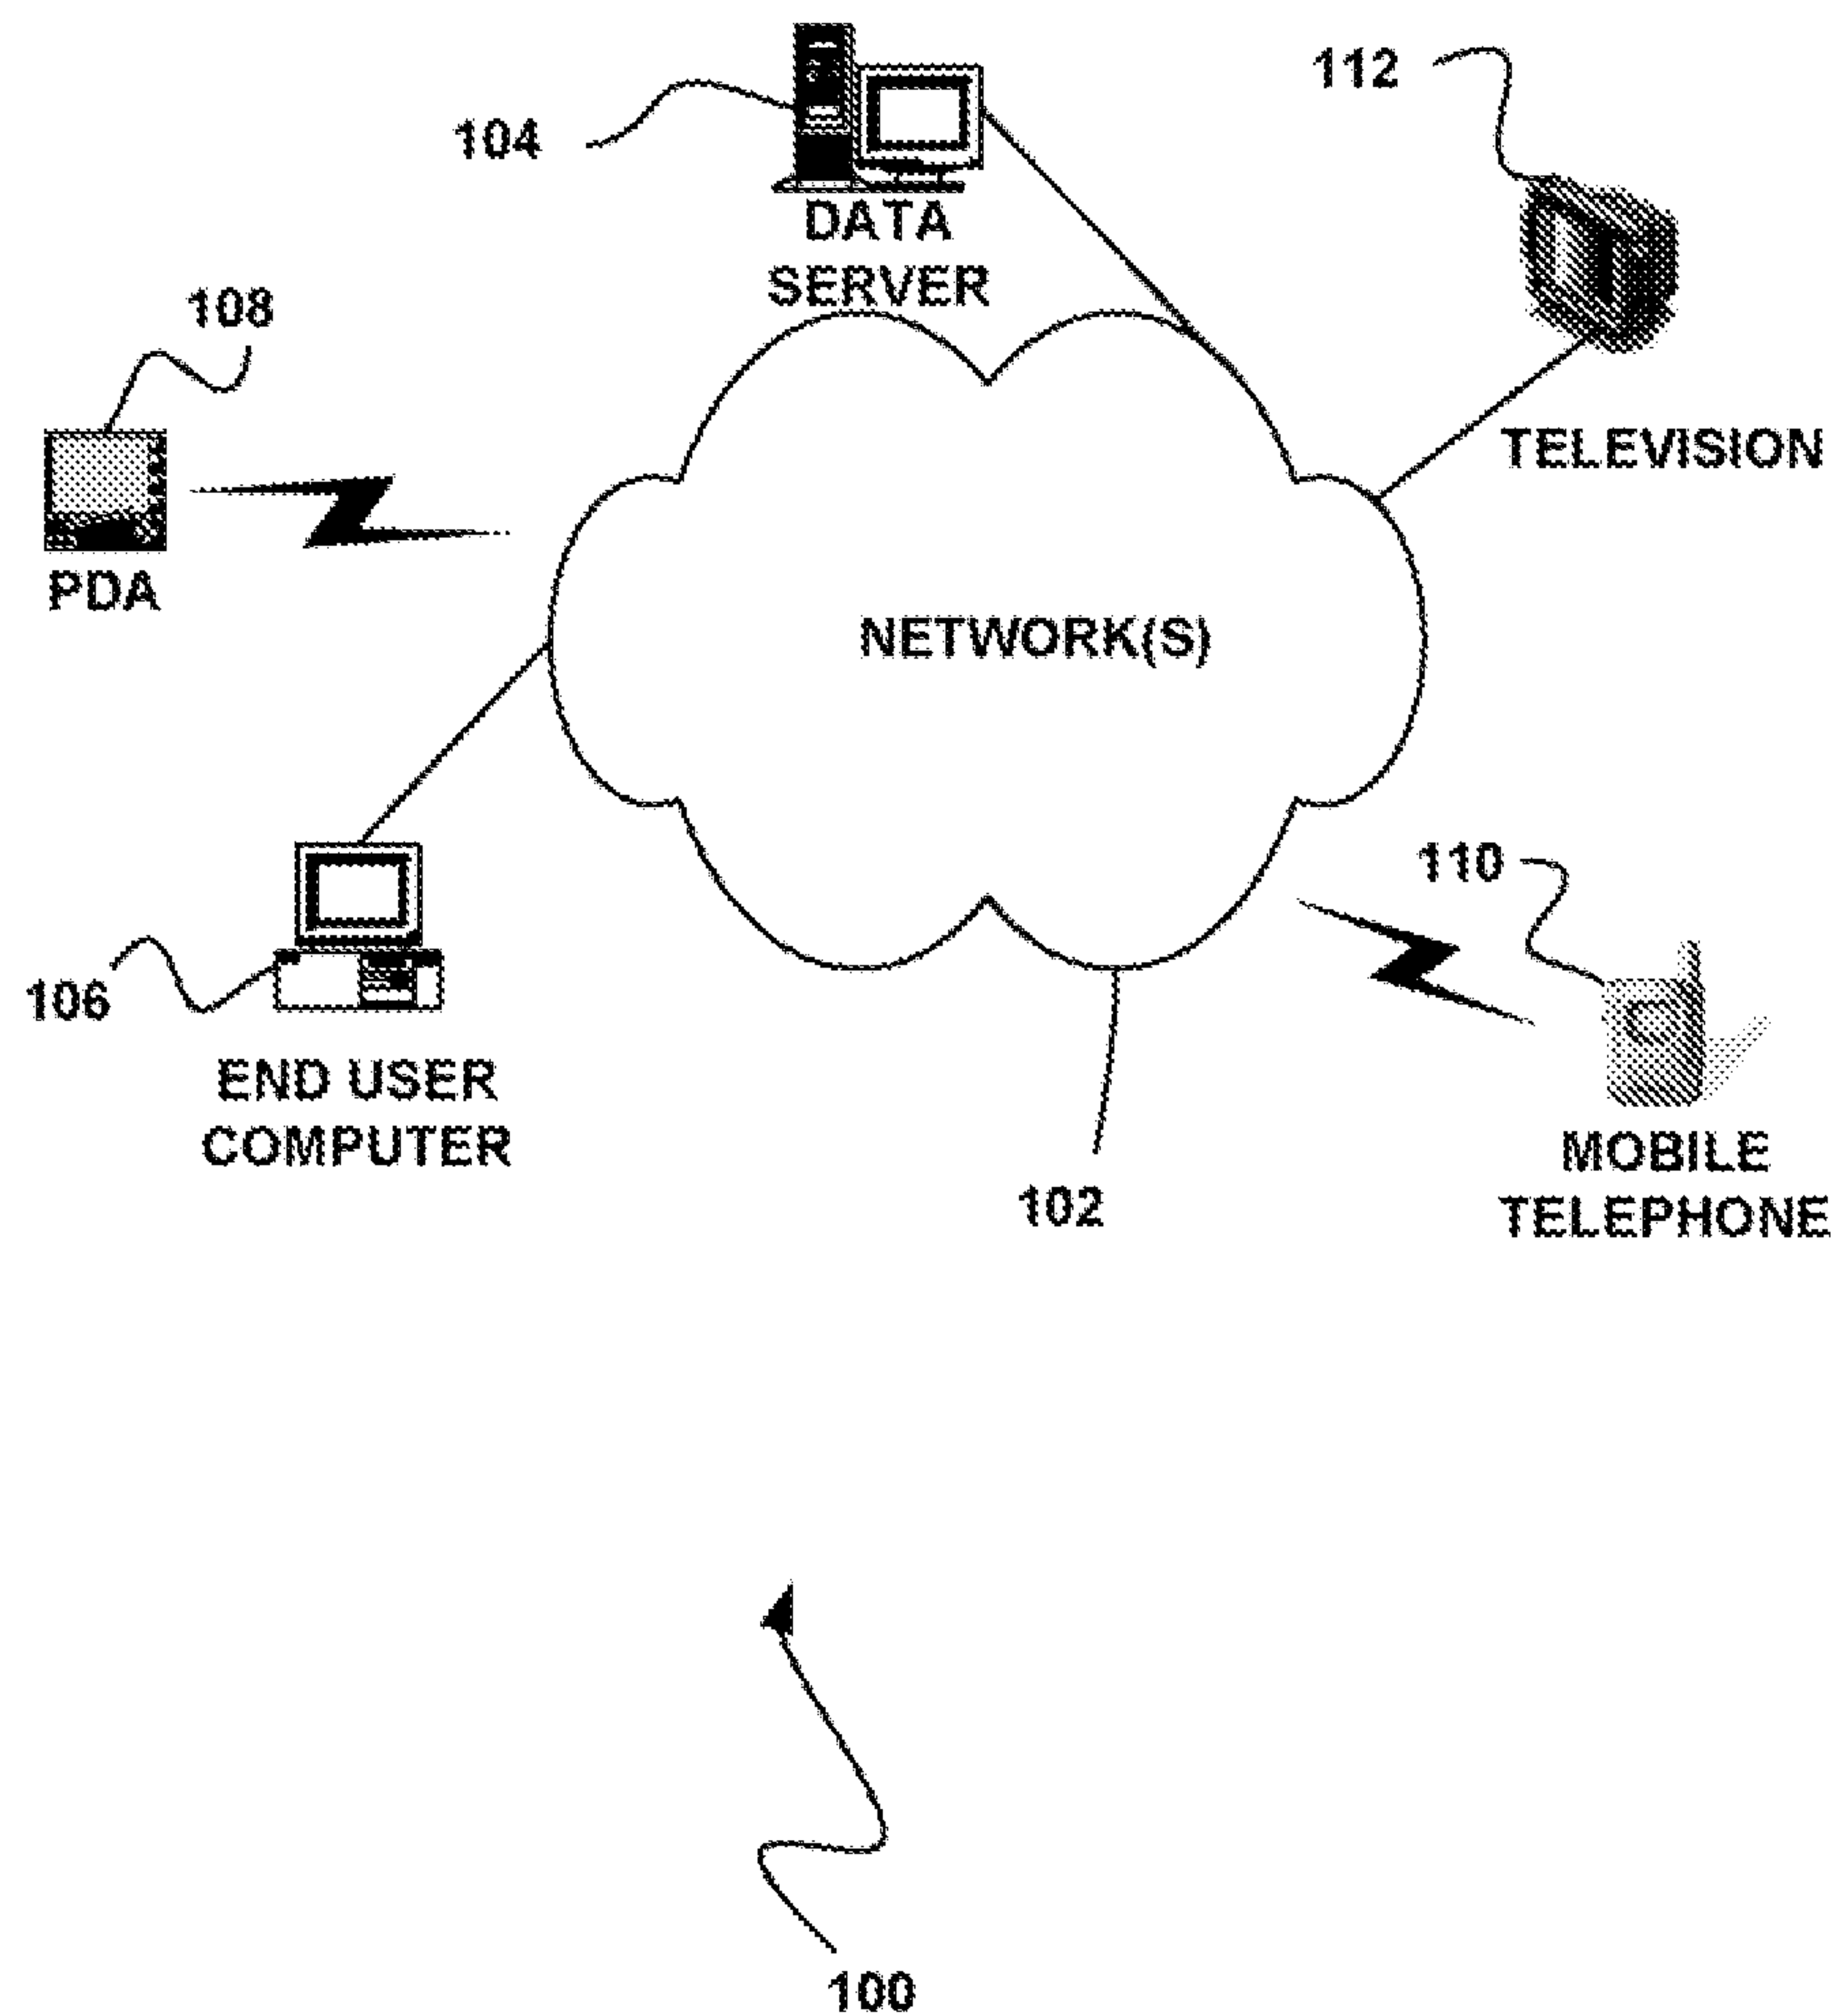 112
104
DATA
SERVER
108
TELEVISION
PDA
NETWORK(S)
110
106
END USER
COMPUTER
MOBILE
TELEPHONE
102
100